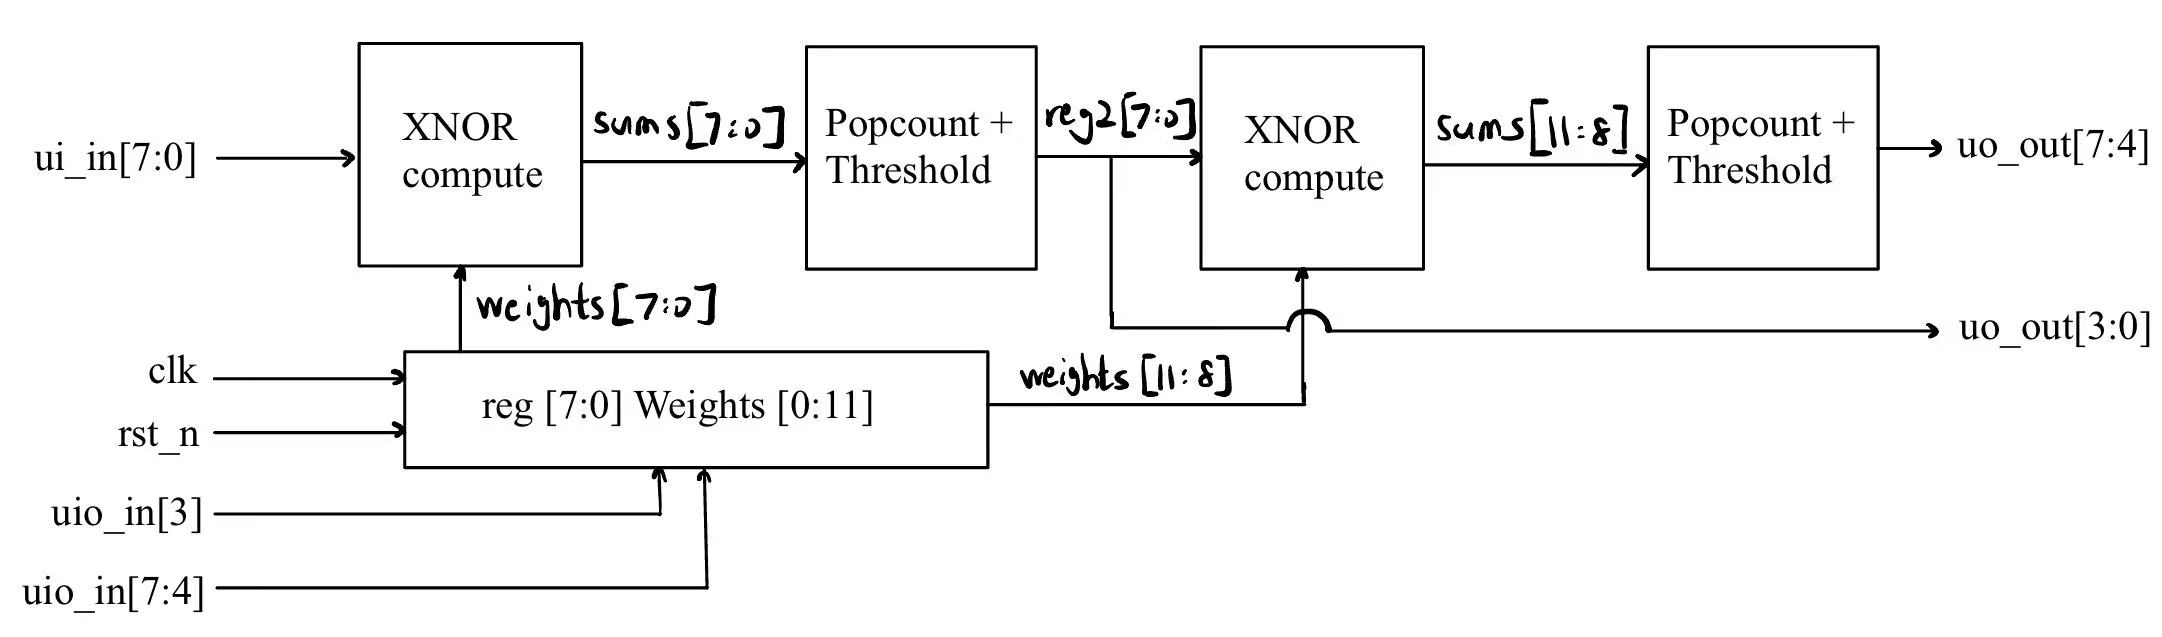 ui_in[7:0]
XNOR
compute
sums[7:0]
Popcount +
Threshold
reg2[7:0]
XNOR
compute
sums[11:8]
Popcount +
Threshold
uo_out[7:4]
weights[7:0]
uo_out[3:0]
clk
weights[11:8]
reg [7:0] Weights [0:11]
rst_n
uio_in[3]
uio_in[7:4]